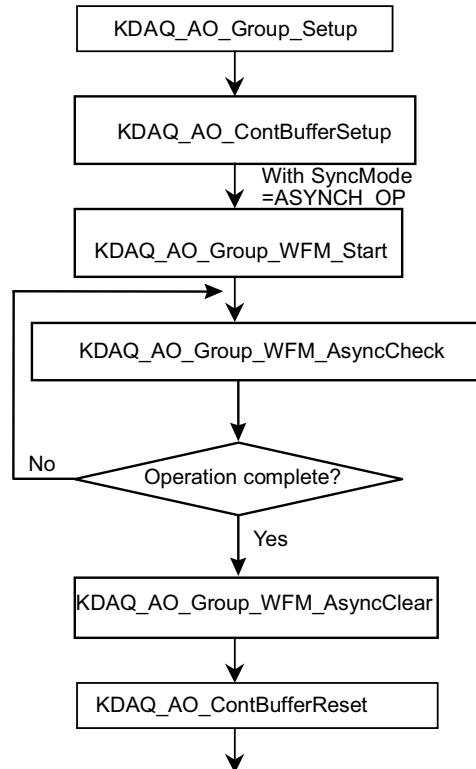 KDAQ_AO_Group_Setup
KDAQ_AO_ContBufferSetup
With SyncMode
=ASYNCH_OP
KDAQ_AO_Group_WFM_Start
KDAQ_AO_Group_WFM_AsyncCheck
No
Operation complete?
Yes
KDAQ_AO_Group_WFM_AsyncClear
KDAQ_AO_ContBufferReset